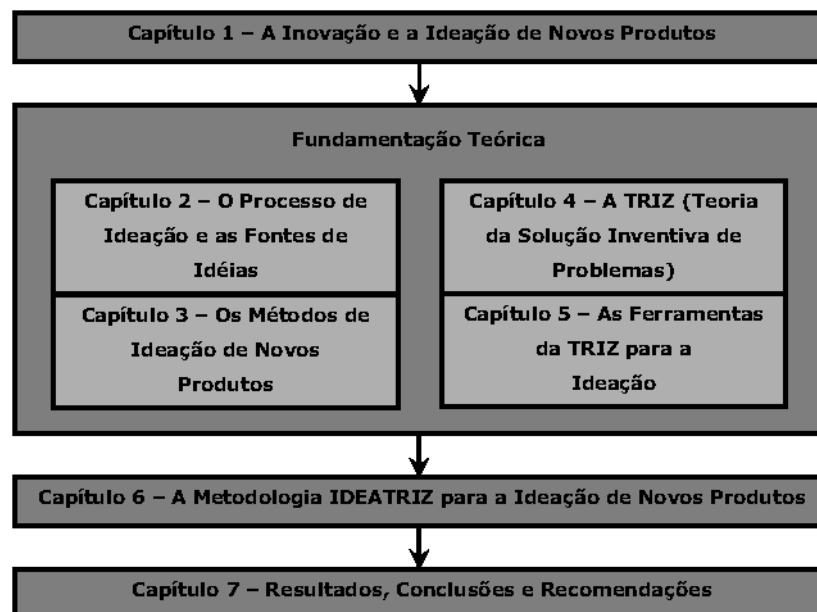 Capítulo 1 – A Inovação e a Ideação de Novos Produtos
Fundamentação Teórica
Capítulo 2 – O Processo de
Ideação e as Fontes de
Idéias
Capítulo 3 – Os Métodos de
Ideação de Novos
Produtos
Capítulo 4 – A TRIZ (Teoria
da Solução Inventiva de
Problemas)
Capítulo 5 – As Ferramentas
da TRIZ para a
Ideação
Capítulo 6 – A Metodologia IDEATRIZ para a Ideação de Novos Produtos
Capítulo 7 – Resultados, Conclusões e Recomendações